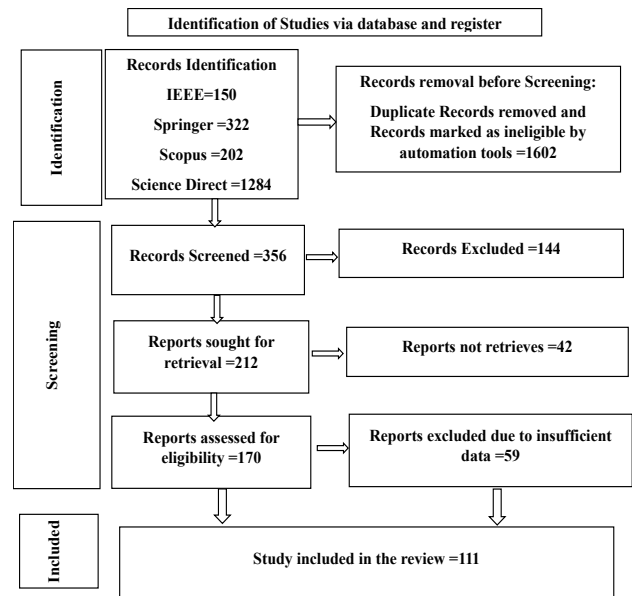 Identification of Studies via database and register
Identification
Records Identification
IEEE=150
Springer =322
Scopus =202
Science Direct =1284
Records removal before Screening:
Duplicate Records removed and
Records marked as ineligible by
automation tools =1602
Screening
Records Screened =356
Records Excluded =144
Reports sought for
retrieval =212
Reports not retrieves =42
Reports assessed for
eligibility =170
Reports excluded due to insufficient
data =59
Included
Study included in the review =111